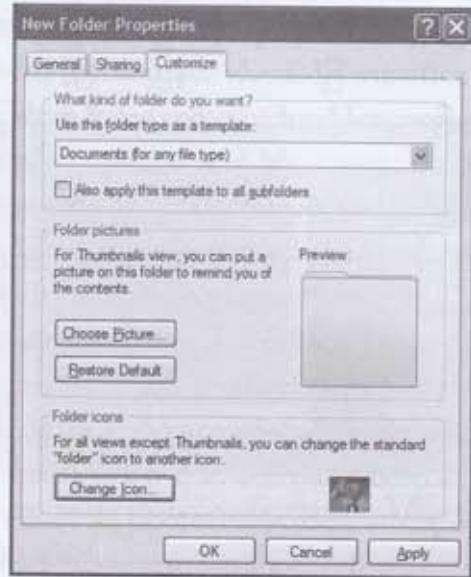 New Folder Properties
? X
General Sharing Customize
What kind of folder do you want?
Use this folder type as a template:
Documents (for any file type)
Also apply this template to all subfolders
Folder pictures
For Thumbnails view, you can put a
picture on this folder to remind you of
the contents.
Preview:
Choose Picture...
Restore Default
Folder icons
For all views except Thumbnails, you can change the standard
"folder" icon to another icon.
Change Icon...
OK Cancel Apply